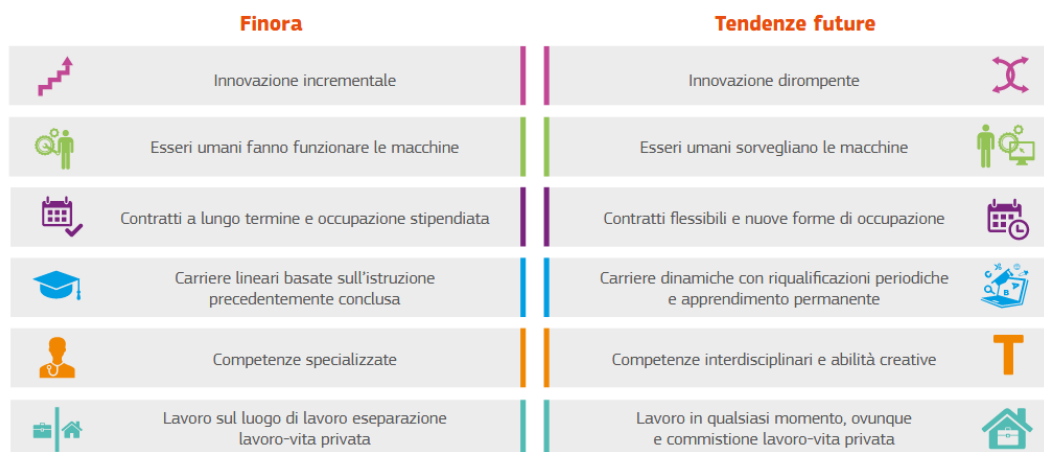 Finora
Tendenze future
Innovazione incrementale
Innovazione dirompente
Esseri umani fanno funzionare le macchine
Esseri umani sorvegliano le macchine
Contratti a lungo termine e occupazione stipendiata
Contratti flessibili e nuove forme di occupazione
Carriere lineari basate sull'istruzione
precedentemente conclusa
Carriere dinamiche con riqualificazioni periodiche
e apprendimento permanente
Competenze specializzate
Competenze interdisciplinari e abilità creative
T
Lavoro sul luogo di lavoro eseparazione
lavoro-vita privata
Lavoro in qualsiasi momento, ovunque
e commistione lavoro-vita privata